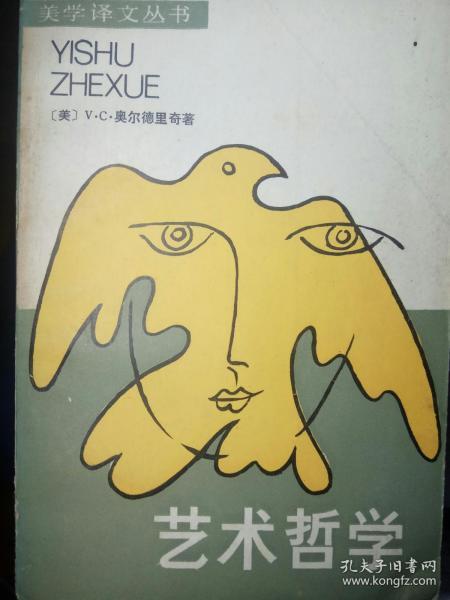 美学译文丛书
YISHU
ZHEXUE
〔美〕V·C·奥尔德里奇著
艺术哲学
孔夫子旧书网
www.kongfz.com